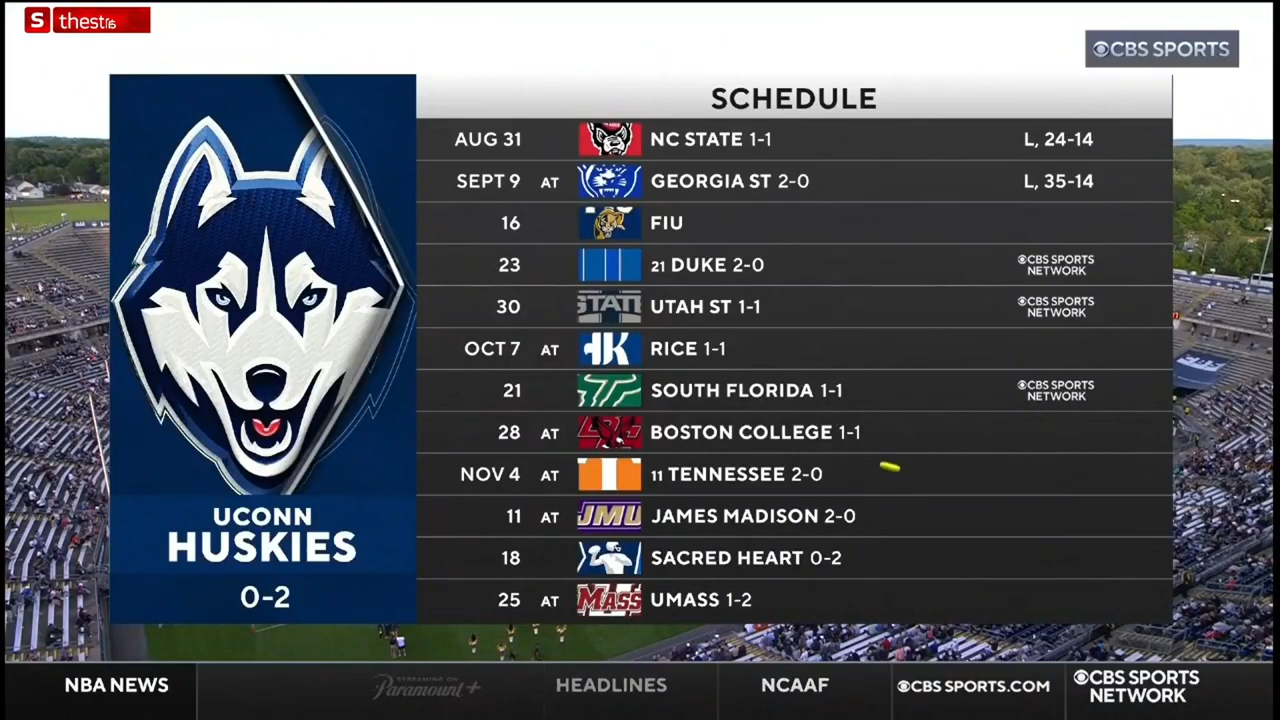 S thestrs
CBS SPORTS
SCHEDULE
AUG 31 NC STATE 1-1 L, 24-14
SEPT 9 AT GEORGIA ST 2-0 L, 35-14
16 FIU
23 21 DUKE 2-0 CBS SPORTS NETWORK
30 STATE UTAH ST 1-1 CBS SPORTS NETWORK
OCT 7 AT RICE 1-1
21 SOUTH FLORIDA 1-1 CBS SPORTS NETWORK
28 AT BOSTON COLLEGE 1-1
NOV 4 AT T 11 TENNESSEE 2-0
11 AT JMU JAMES MADISON 2-0
18 SACRED HEART 0-2
25 AT MASS UMASS 1-2
UCONN
HUSKIES
0-2
NBA NEWS STREAMING ON Paramount+ HEADLINES NCAAF CBS SPORTS.COM CBS SPORTS NETWORK